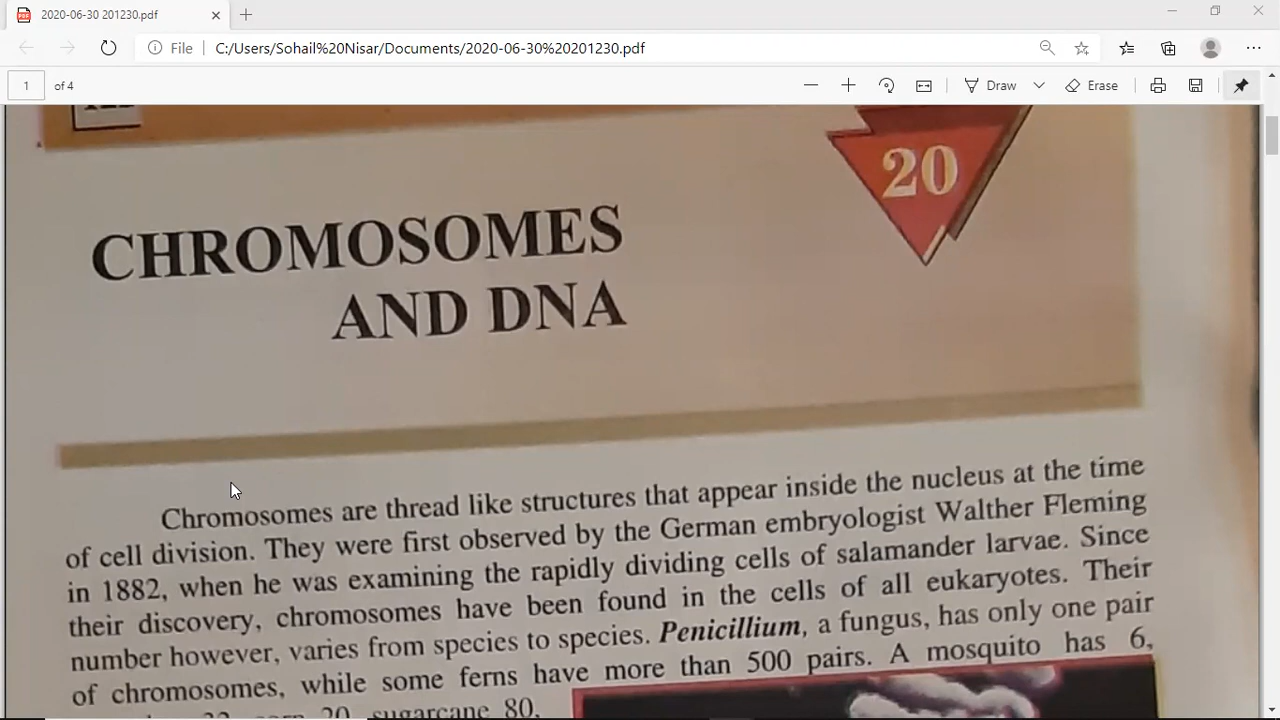 2020-06-30 201230.pdf
File
C:/Users/Sohail%20Nisar/Documents/2020-06-30%20201230.pdf
1 of 4
Draw
Erase
20
CHROMOSOMES
AND DNA
Chromosomes are thread like structures that appear inside the nucleus at the time
of cell division. They were first observed by the German embryologist Walther Fleming
in 1882, when he was examining the rapidly dividing cells of salamander larvae. Since
their discovery, chromosomes have been found in the cells of all eukaryotes. Their
number however, varies from species to species. Penicillium, a fungus, has only one pair
of chromosomes, while some ferns have more than 500 pairs. A mosquito has 6,
20, sugarcane 80,